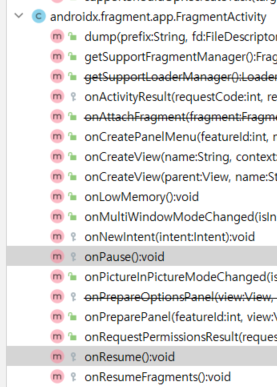 androidx.fragment.app.FragmentActivity
dump(prefix:String, fd:FileDescriptor
getSupportFragmentManager():Frag
getSupportLoaderManager():Loader
onActivityResult(requestCode:int, re
onAttachFragment(fragment:Fragm
onCreatePanelMenu(featureId:int, m
onCreateView(name:String, context:
onCreateView(parent:View, name:St
onLowMemory():void
onMultiWindowModeChanged(isIn
onNewIntent(intent:Intent):void
onPause():void
onPictureInPictureModeChanged(is
onPrepareOptionsPanel(view:View,
onPreparePanel(featureId:int, view:V
onRequestPermissionsResult(reques
onResume():void
onResumeFragments():void